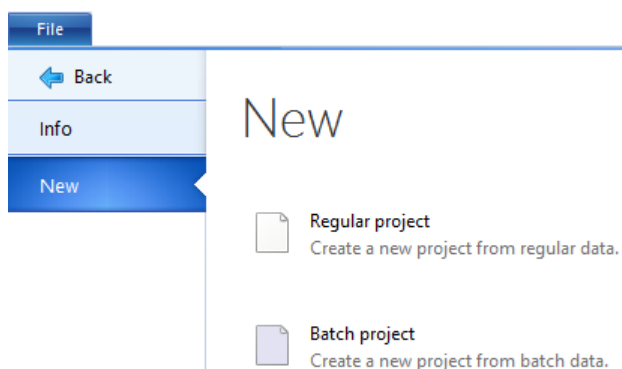 File
Back
Info
New
New
Regular project
Create a new project from regular data.
Batch project
Create a new project from batch data.